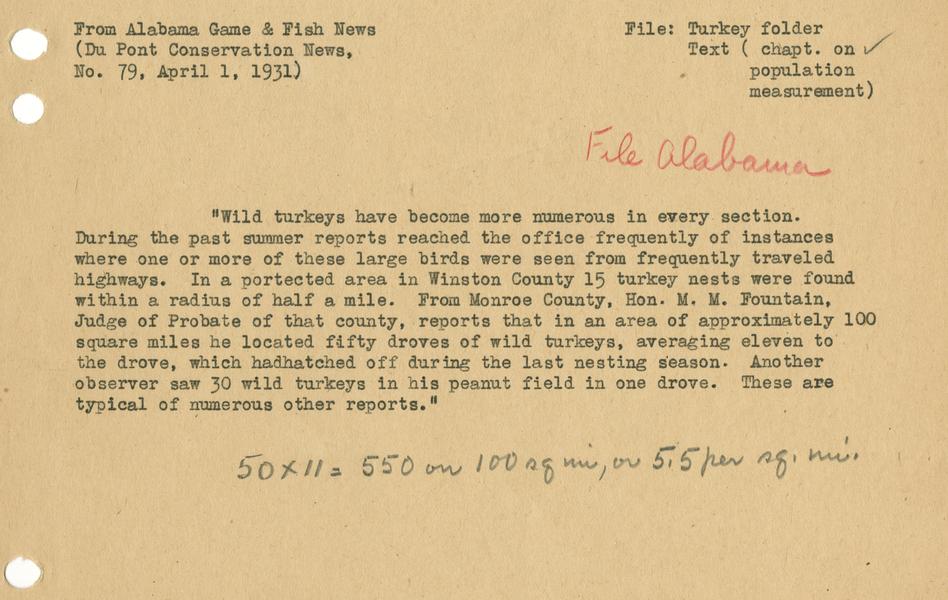 From Alabama Game & Fish News
(Du Pont Conservation News,
No. 79, April 1, 1931)
File: Turkey folder
Text ( chapt. on ✓
population
measurement)
File Alabama
"Wild turkeys have become more numerous in every section.
During the past summer reports reached the office frequently of instances
where one or more of these large birds were seen from frequently traveled
highways. In a portected area in Winston County 15 turkey nests were found
within a radius of half a mile. From Monroe County, Hon. M. M. Fountain,
Judge of Probate of that county, reports that in an area of approximately 100
square miles he located fifty droves of wild turkeys, averaging eleven to
the drove, which hadhatched off during the last nesting season. Another
observer saw 30 wild turkeys in his peanut field in one drove. These are
typical of numerous other reports."
50 x 11 = 550 on 100 sq mi, or 5.5 per sq. mi.